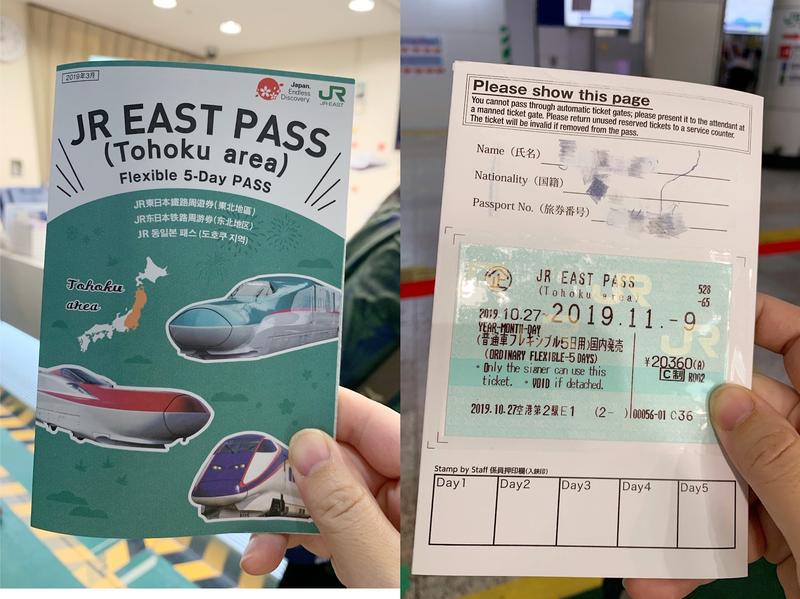 2019年3月
Japan.
Endless
Discovery.
JR
JR-EAST
JR EAST PASS
(Tohoku area)
Flexible 5-Day PASS
JR東日本鐵路周遊券(東北地區)
JR东日本铁路周游券(东北地区)
JR 동일본 패스 (도호쿠 지역)
Tohoku
area
Please show this page
You cannot pass through automatic ticket gates; please present it to the attendant at
a manned ticket gate. Please return unused reserved tickets to a service counter.
The ticket will be invalid if removed from the pass.
Name (氏名)
Nationality (国籍)
Passport No. (旅券番号)
企
JR EAST PASS
(Tohoku area)
528
-65
2019.10.27-2019.11.-9
YEAR-MONTH-DAY
(普通車フレキシブル5日用)国内発売
(ORDINARY FLEXIBLE-5 DAYS)
¥20360(A)
C制 R002
・Only the signer can use this
ticket. ・VOID if detached.
2019.10.27空港第2駅E1 (2-) 00056-01 C36
Stamp by Staff 係員押印欄(入鋏印)
Day1 Day2 Day3 Day4 Day5